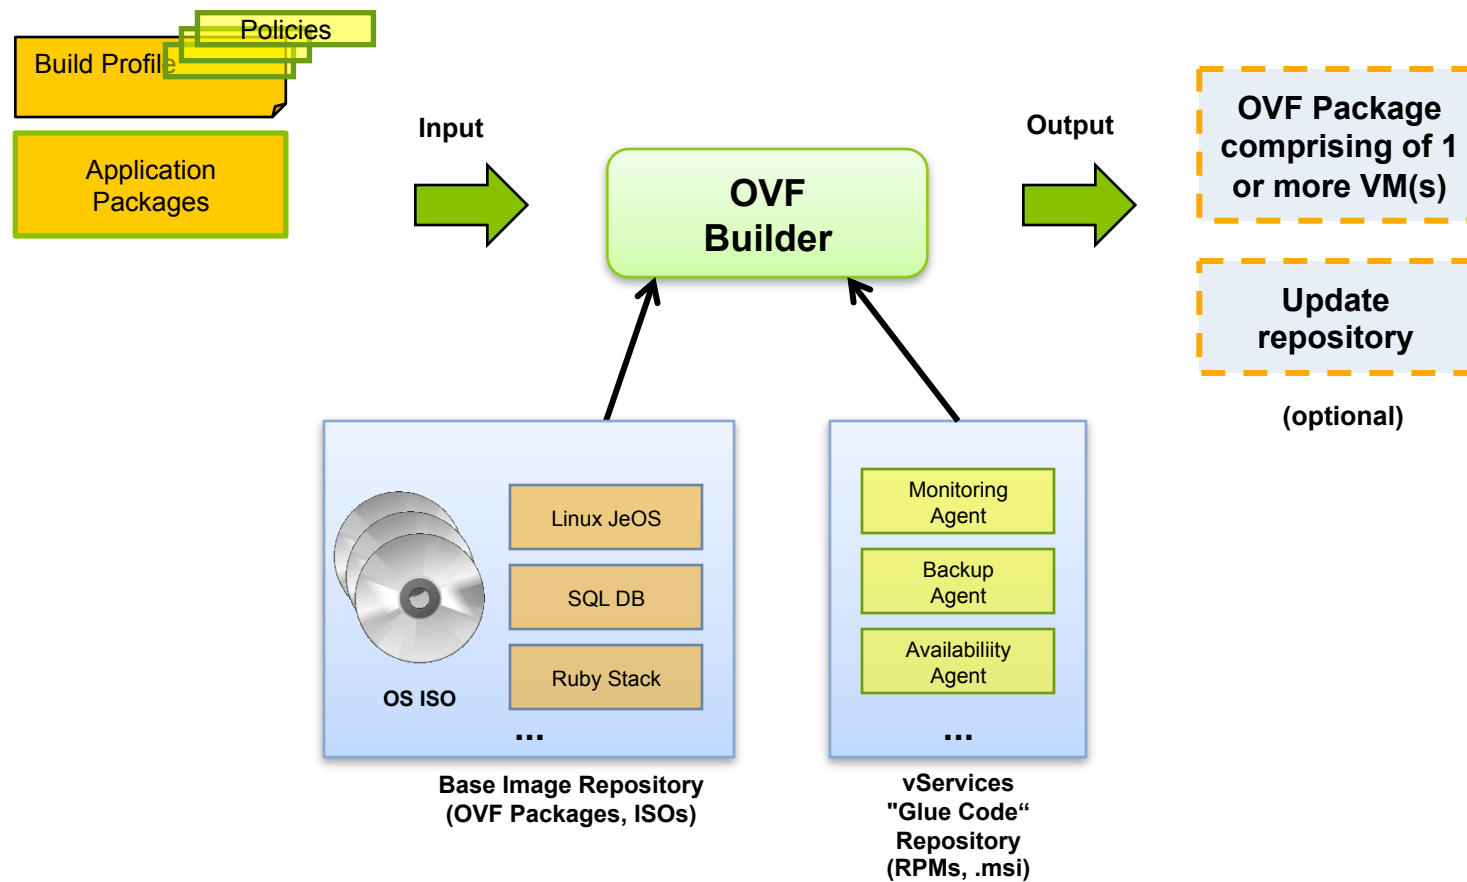 Policies
Build Profile
Application
Packages
Input
OVF
Builder
Output
OVF Package
comprising of 1
or more VM(s)
Update
repository
(optional)
Linux JeOS
SQL DB
Ruby Stack
OS ISO
...
Base Image Repository
(OVF Packages, ISOs)
Monitoring
Agent
Backup
Agent
Availabiliity
Agent
...
vServices
"Glue Code“
Repository
(RPMs, .msi)